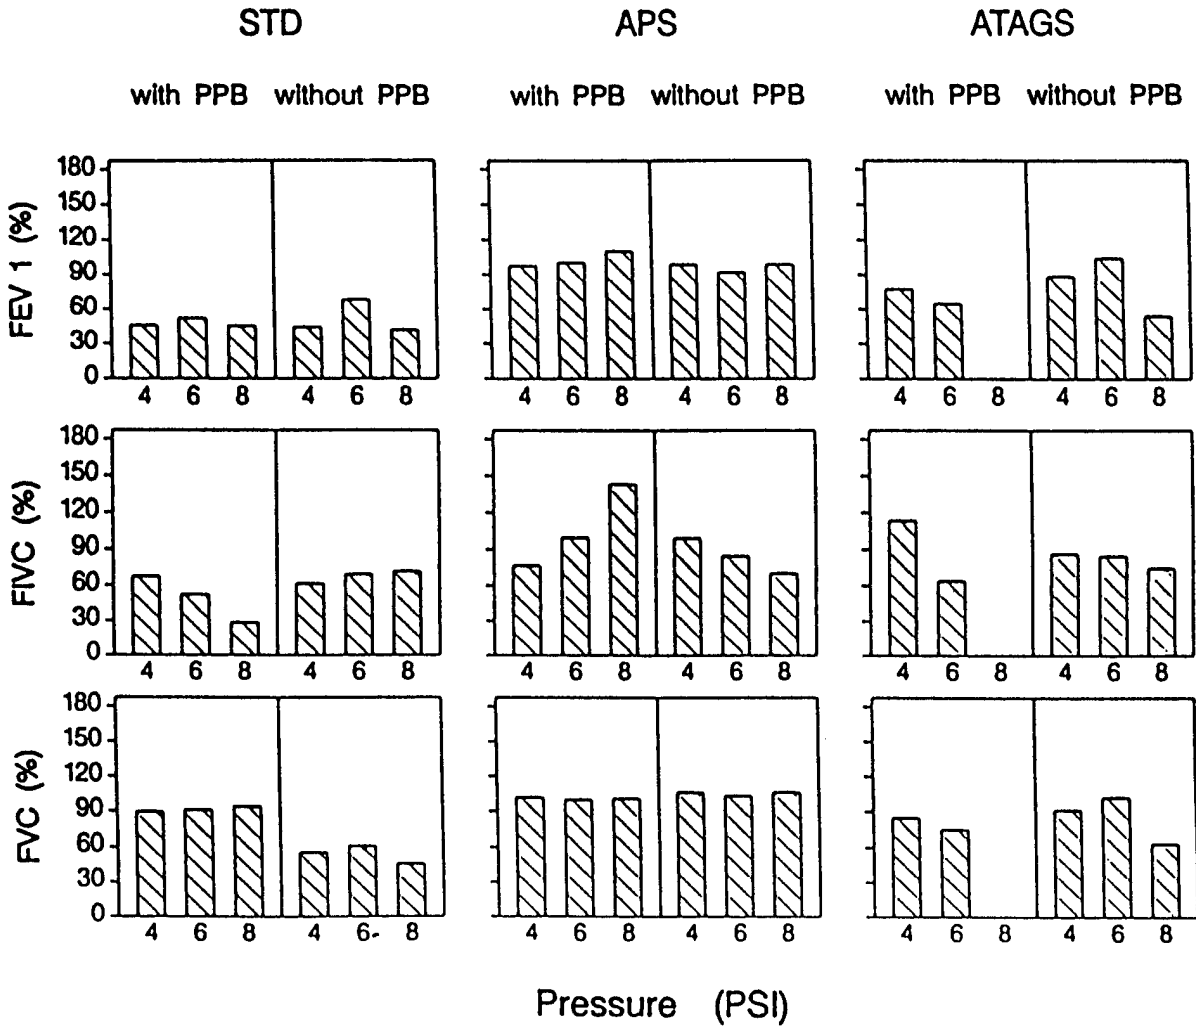 STD APS ATAGS
with PPB without PPB with PPB without PPB with PPB without PPB
FEV 1 (%)
180
150
120
90
60
30
0
4 6 8 4 6 8 4 6 8 4 6 8 4 6 8 4 6 8
FIVC (%)
180
150
120
90
60
30
0
4 6 8 4 6 8 4 6 8 4 6 8 4 6 8 4 6 8
FVC (%)
180
150
120
90
60
30
0
4 6 8 4 6- 8 4 6 8 4 6 8 4 6 8 4 6 8
Pressure (PSI)